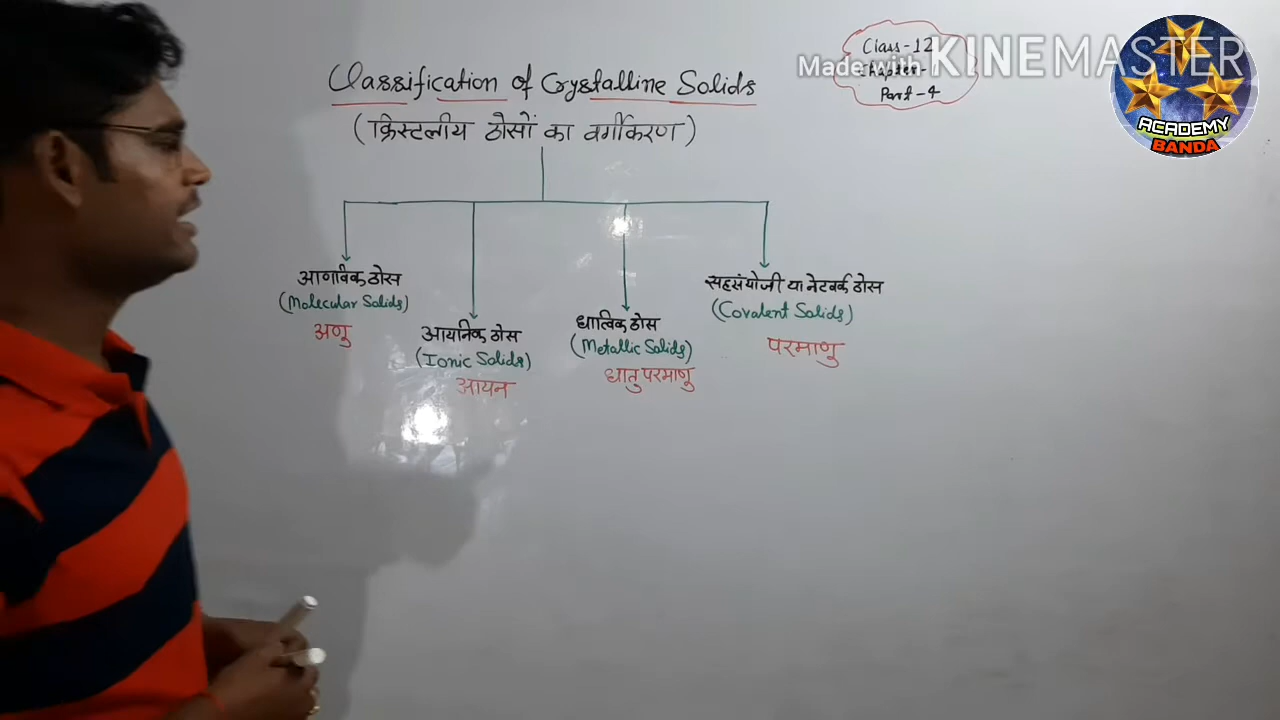 Classification of Crystalline Solids
(क्रिस्टलीय ठोसों का वर्गीकरण)
Class-12
Chapter-
Part-4
Made with KINEMASTER
ACADEMY
BANDA
आणविक ठोस
(Molecular Solids)
अणु
आयनिक ठोस
(Ionic Solids)
आयन
धात्विक ठोस
(Metallic Solids)
धातु परमाणु
सहसंयोजी या नेटवर्क ठोस
(Covalent Solids)
परमाणु